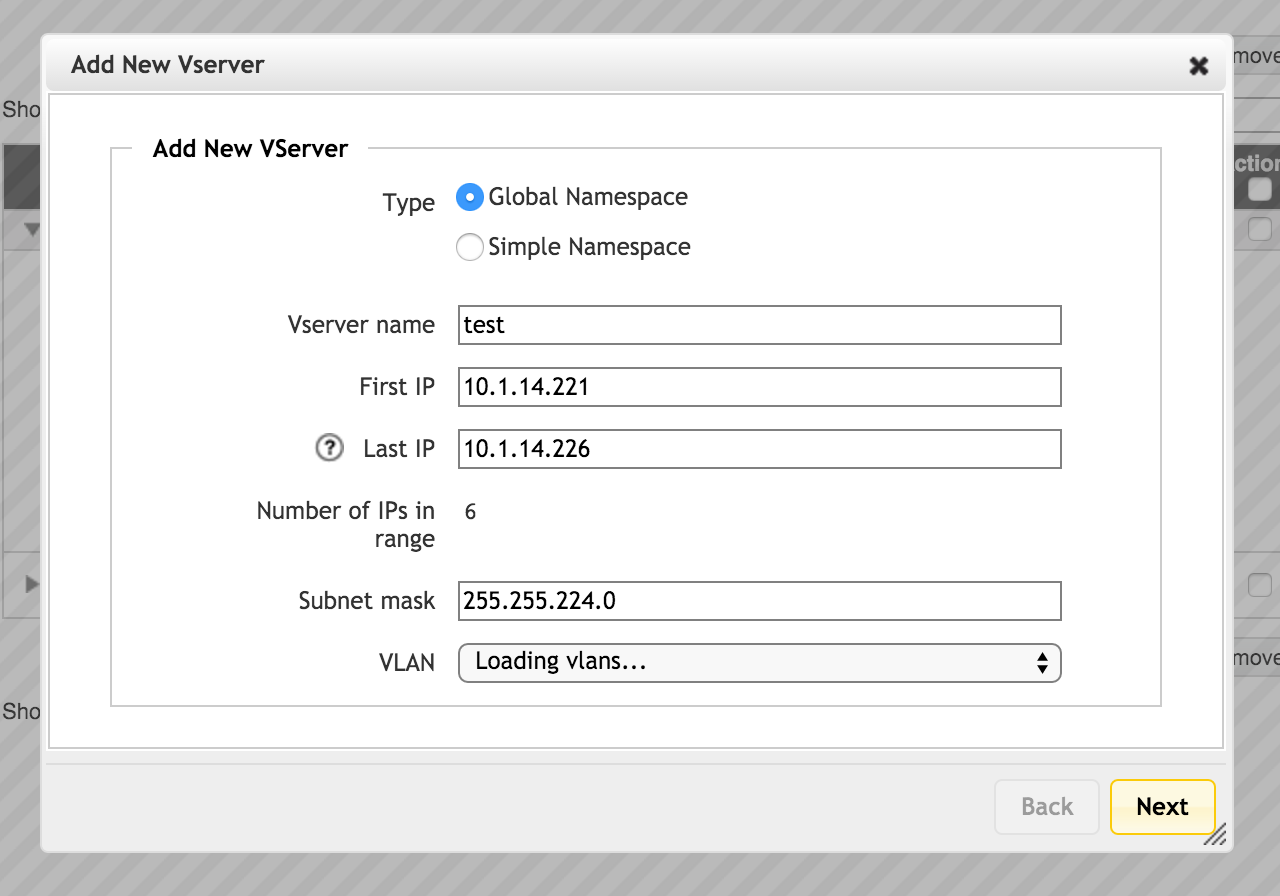 Add New Vserver
Add New VServer
Type
Global Namespace
Simple Namespace
Vserver name
test
First IP
10.1.14.221
? Last IP
10.1.14.226
Number of IPs in
range
6
Subnet mask
255.255.224.0
VLAN
Loading vlans...
Back
Next
Sho
move
ction
move
Sho